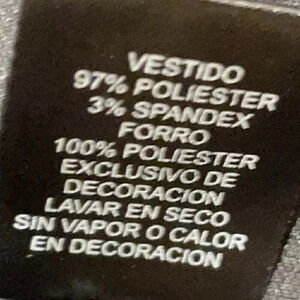 VESTIDO
97% POLIESTER
3% SPANDEX
FORRO
100% POLIESTER
EXCLUSIVO DE
DECORACION
LAVAR EN SECO
SIN VAPOR O CALOR
EN DECORACION